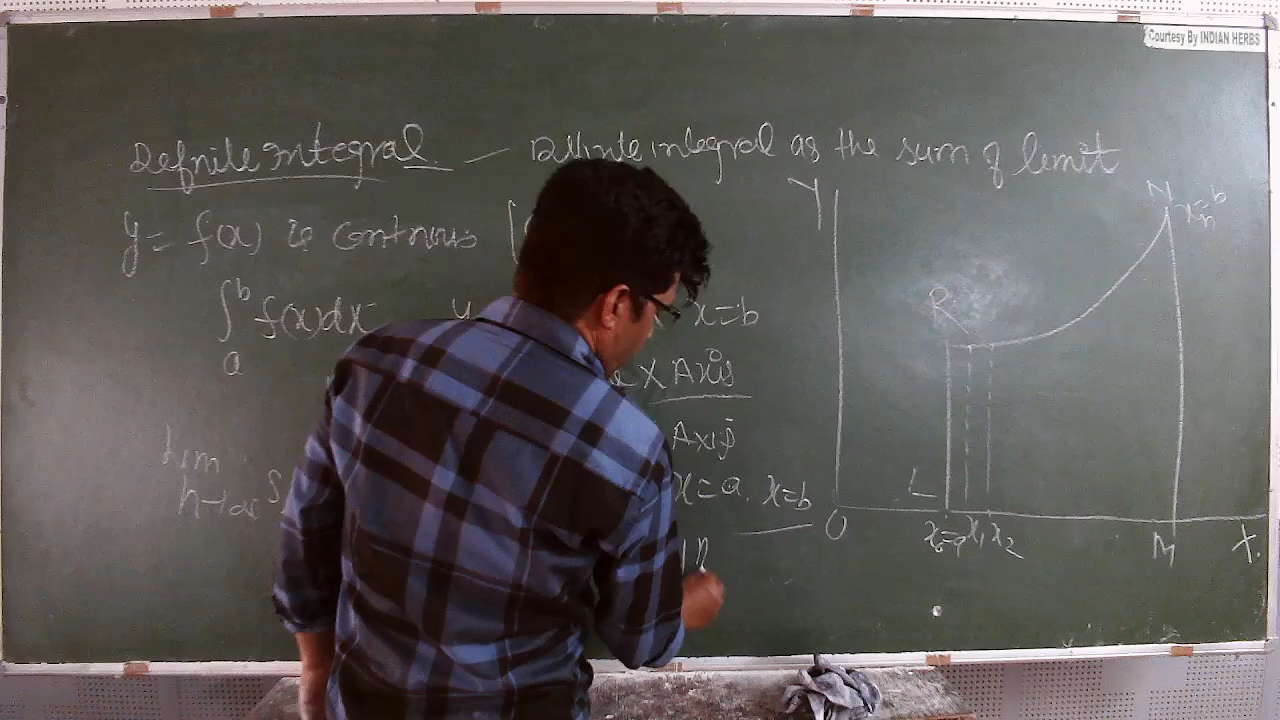 Courtesy By INDIAN HERBS
Definite integral. — Definite integral as the sum of limit
y = f(x) is continous [
∫ₐᵇ f(x)dx y x=b
X Axis
Axis
lim S x=a. x=b
n
Y
N xₙ=b
R
L
O x₀=a x₁ x₂ M X.